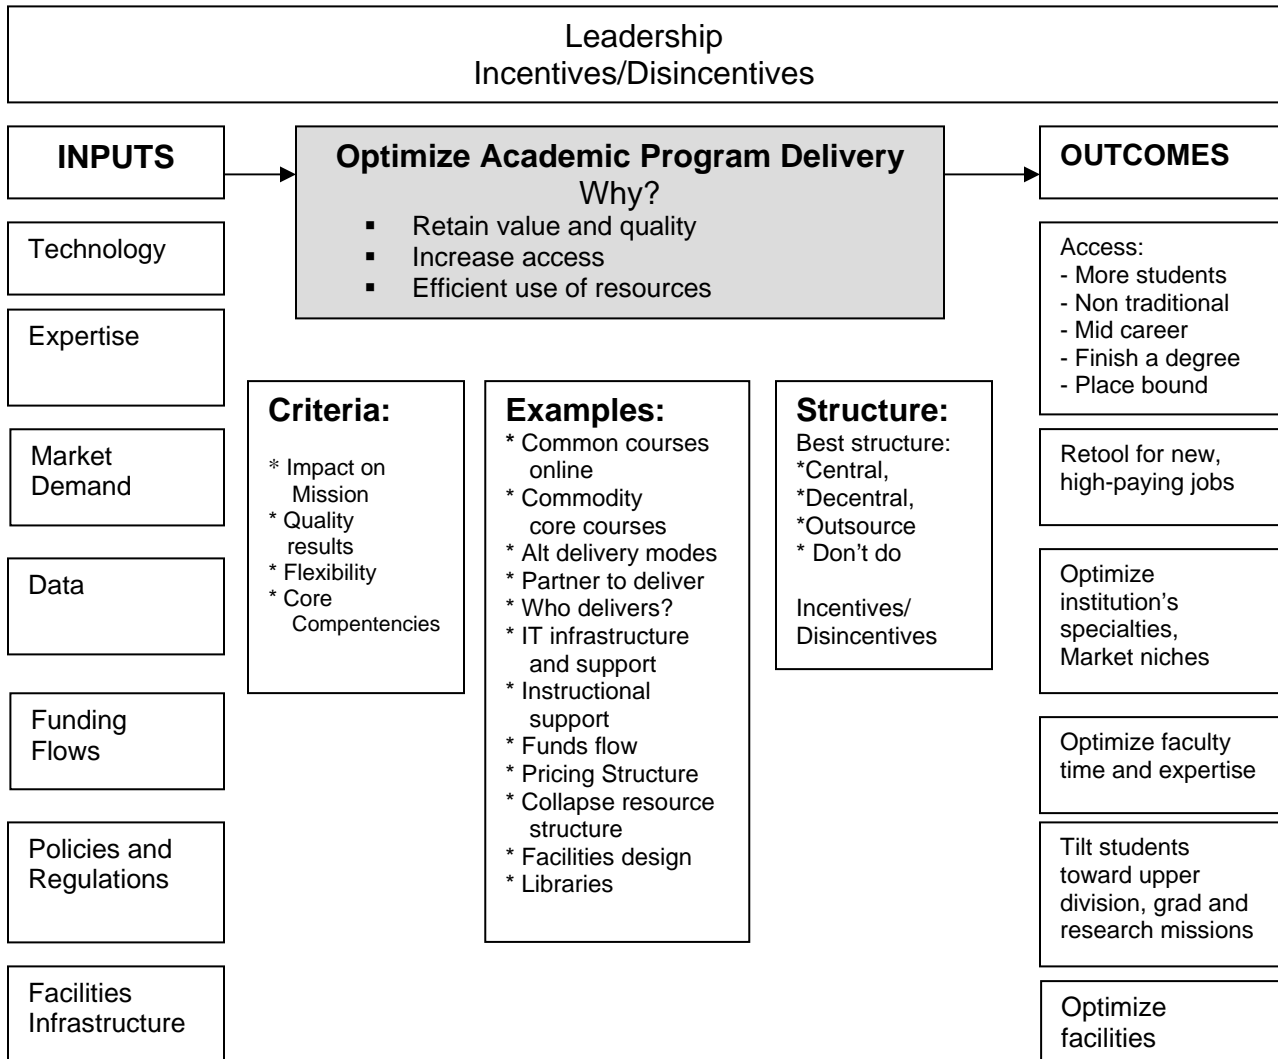 Leadership
Incentives/Disincentives
INPUTS
Technology
Expertise
Market
Demand
Data
Funding
Flows
Policies and
Regulations
Facilities
Infrastructure
Optimize Academic Program Delivery
Why?
▪ Retain value and quality
▪ Increase access
▪ Efficient use of resources
Criteria:
* Impact on
Mission
* Quality
results
* Flexibility
* Core
Compentencies
Examples:
* Common courses
online
* Commodity
core courses
* Alt delivery modes
* Partner to deliver
* Who delivers?
* IT infrastructure
and support
* Instructional
support
* Funds flow
* Pricing Structure
* Collapse resource
structure
* Facilities design
* Libraries
Structure:
Best structure:
*Central,
*Decentral,
*Outsource
* Don't do
Incentives/
Disincentives
OUTCOMES
Access:
- More students
- Non traditional
- Mid career
- Finish a degree
- Place bound
Retool for new,
high-paying jobs
Optimize
institution's
specialties,
Market niches
Optimize faculty
time and expertise
Tilt students
toward upper
division, grad and
research missions
Optimize
facilities